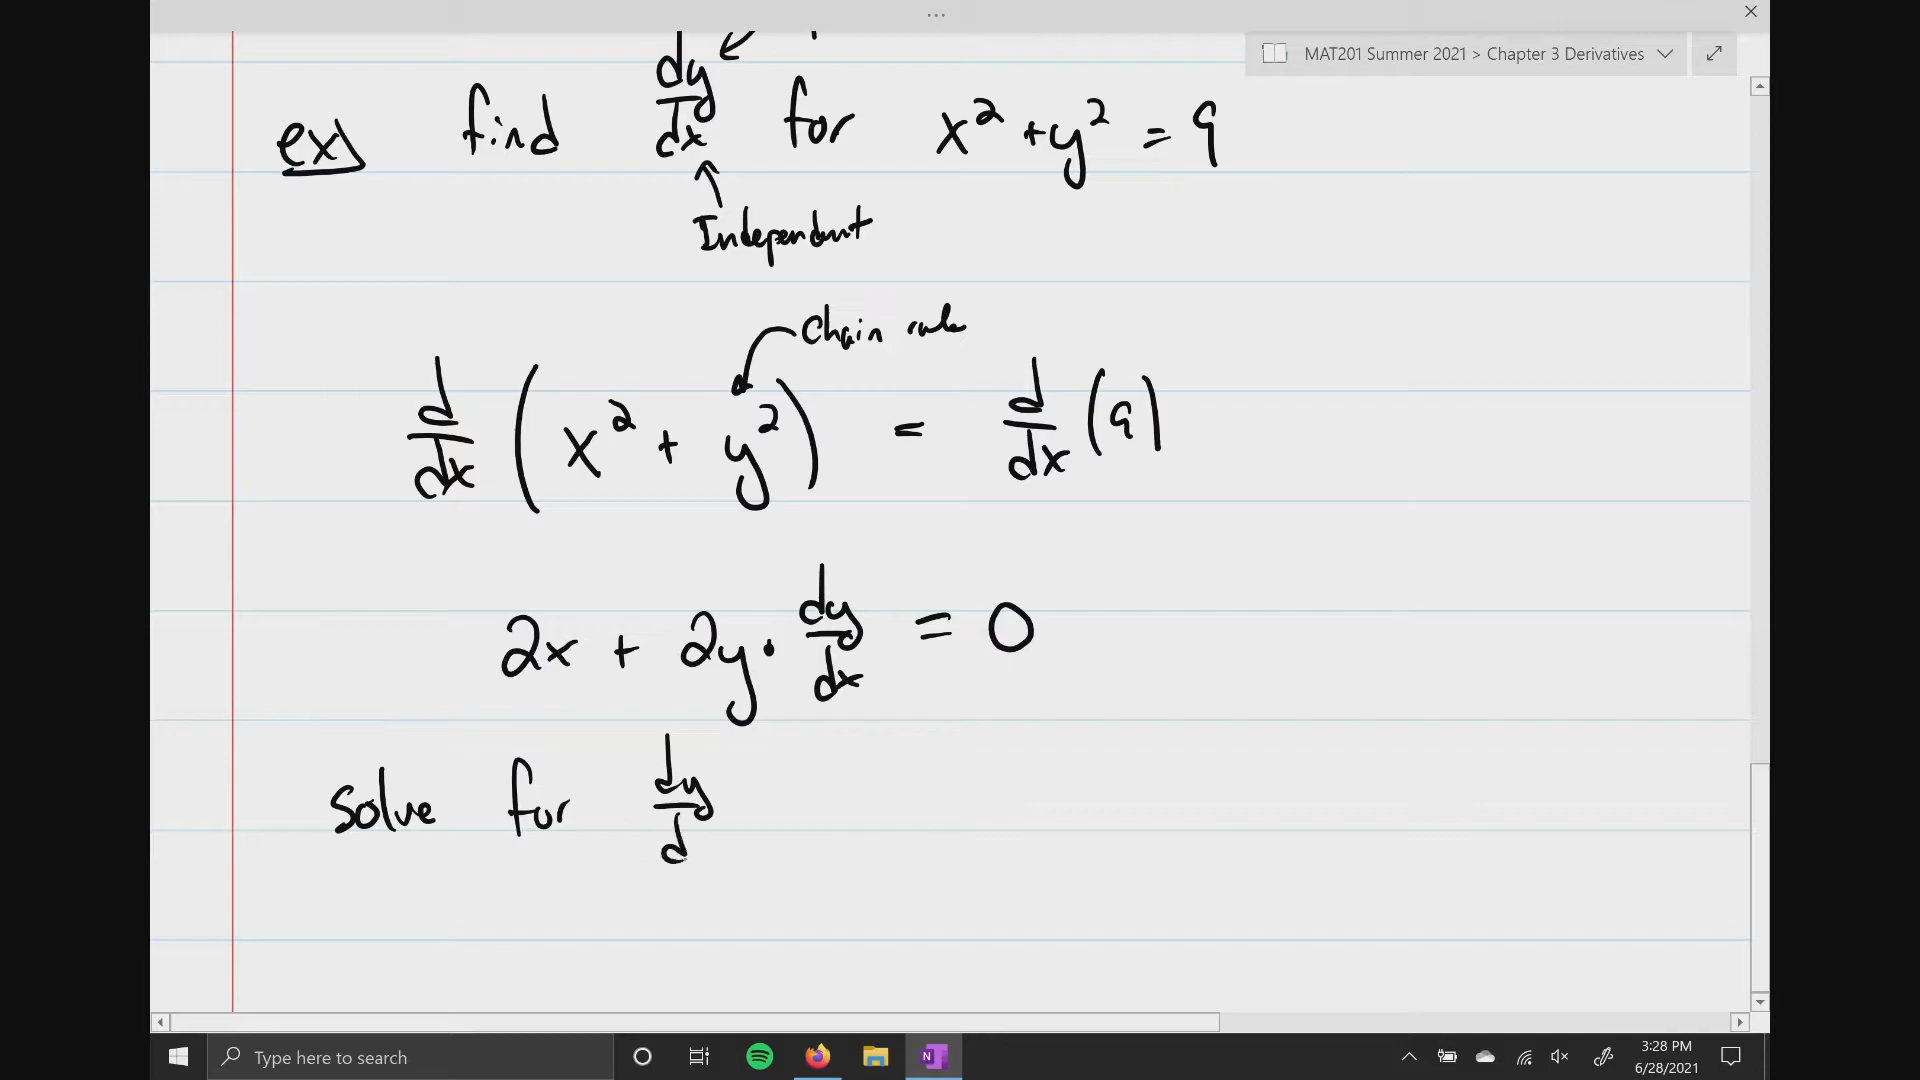 MAT201 Summer 2021 > Chapter 3 Derivatives
ex) find dy/dx for x² + y² = 9
Independent
Chain rule
d/dx (x² + y²) = d/dx (9)
2x + 2y · dy/dx = 0
solve for dy/d
Type here to search
3:28 PM
6/28/2021